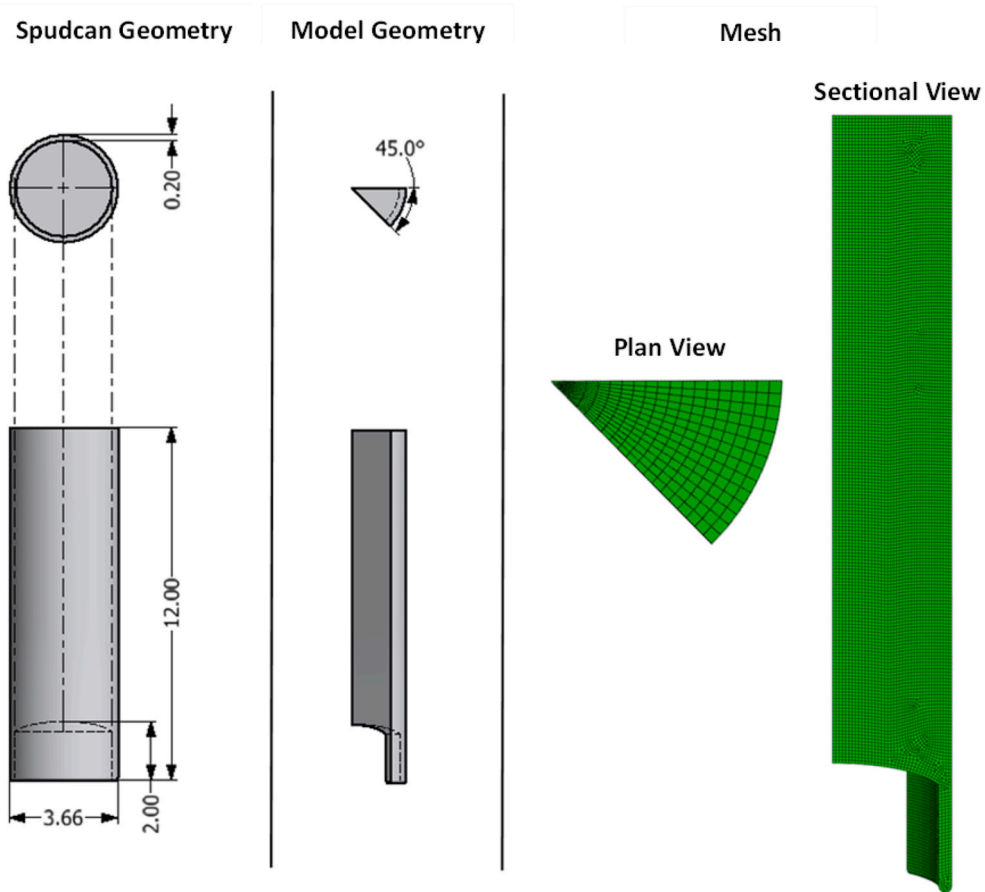 Spudcan Geometry
Model Geometry
Mesh
Sectional View
0.20
45.0°
Plan View
12.00
2.00
3.66